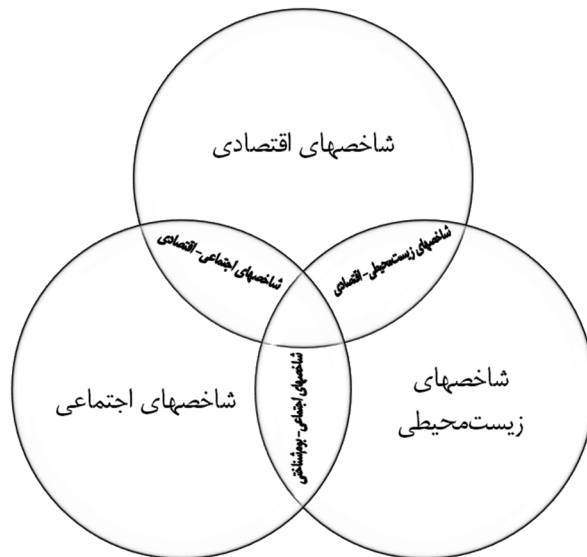 شاخصهای اقتصادی
شاخصهای اجتماعی - اقتصادی
شاخصهای زیست‌محیطی - اقتصادی
شاخصهای اجتماعی
شاخصهای اجتماعی - بوم‌شناختی
شاخصهای
زیست‌محیطی